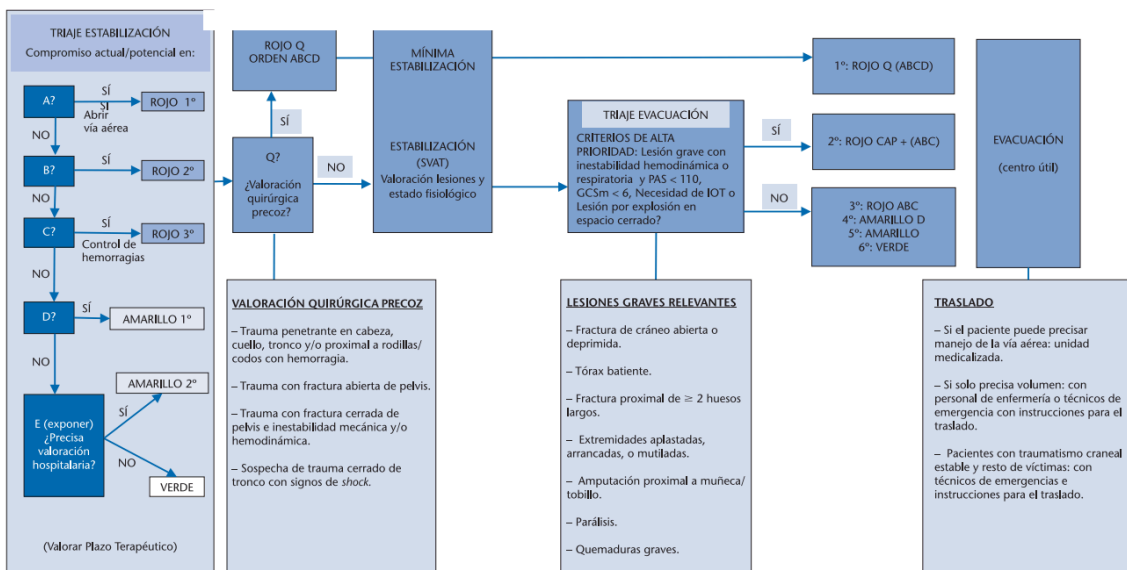 TRIAJE ESTABILIZACIÓN
Compromiso actual/potencial en:
A?
SÍ
SI
Abrir
vía aérea
ROJO 1º
NO
B?
SÍ
ROJO 2º
NO
C?
SÍ
Control de
hemorragias
ROJO 3º
NO
D?
SÍ
AMARILLO 1º
NO
AMARILLO 2º
E (exponer)
¿Precisa
valoración
hospitalaria?
SÍ
NO
VERDE
(Valorar Plazo Terapéutico)
ROJO Q
ORDEN ABCD
SÍ
Q?
¿Valoración
quirúrgica
precoz?
NO
MÍNIMA
ESTABILIZACIÓN
ESTABILIZACIÓN
(SVAT)
Valoración lesiones y
estado fisiológico
TRIAJE EVACUACIÓN
CRITERIOS DE ALTA
PRIORIDAD: Lesión grave con
inestabilidad hemodinámica o
respiratoria y PAS < 110,
GCSm < 6, Necesidad de IOT o
Lesión por explosión en
espacio cerrado?
SÍ
NO
1º: ROJO Q (ABCD)
2º: ROJO CAP + (ABC)
3º: ROJO ABC
4º: AMARILLO D
5º: AMARILLO
6º: VERDE
EVACUACIÓN
(centro útil)
VALORACIÓN QUIRÚRGICA PRECOZ
– Trauma penetrante en cabeza,
cuello, tronco y/o proximal a rodillas/
codos con hemorragia.
– Trauma con fractura abierta de pelvis.
– Trauma con fractura cerrada de
pelvis e inestabilidad mecánica y/o
hemodinámica.
– Sospecha de trauma cerrado de
tronco con signos de shock.
LESIONES GRAVES RELEVANTES
– Fractura de cráneo abierta o
deprimida.
– Tórax batiente.
– Fractura proximal de ≥ 2 huesos
largos.
– Extremidades aplastadas,
arrancadas, o mutiladas.
– Amputación proximal a muñeca/
tobillo.
– Parálisis.
– Quemaduras graves.
TRASLADO
– Si el paciente puede precisar
manejo de la vía aérea: unidad
medicalizada.
– Si solo precisa volumen: con
personal de enfermería o técnicos de
emergencia con instrucciones para el
traslado.
– Pacientes con traumatismo craneal
estable y resto de víctimas: con
técnicos de emergencias e
instrucciones para el traslado.